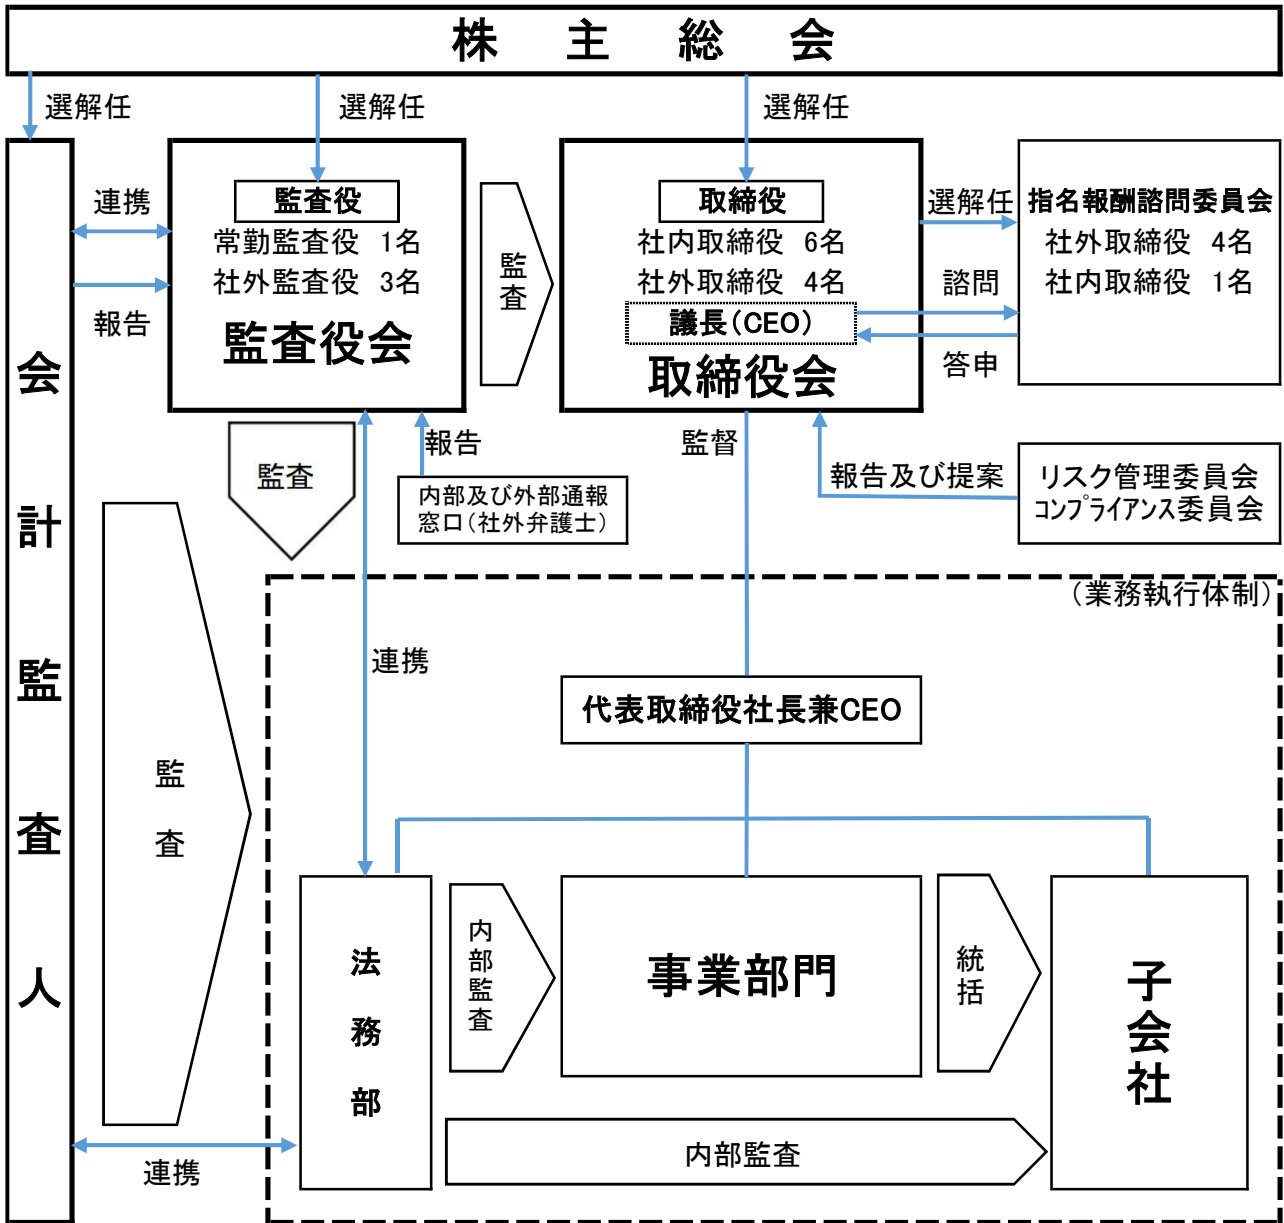 株主総会
選解任
選解任
選解任
会計監査人
連携
報告
監査役
常勤監査役 1名
社外監査役 3名
監査役会
監査
取締役
社内取締役 6名
社外取締役 4名
議長(CEO)
取締役会
選解任
諮問
答申
指名報酬諮問委員会
社外取締役 4名
社内取締役 1名
監査
報告
内部及び外部通報
窓口(社外弁護士)
監督
報告及び提案
リスク管理委員会
コンプライアンス委員会
(業務執行体制)
連携
代表取締役社長兼CEO
監査
法務部
内部監査
事業部門
統括
子会社
内部監査
連携